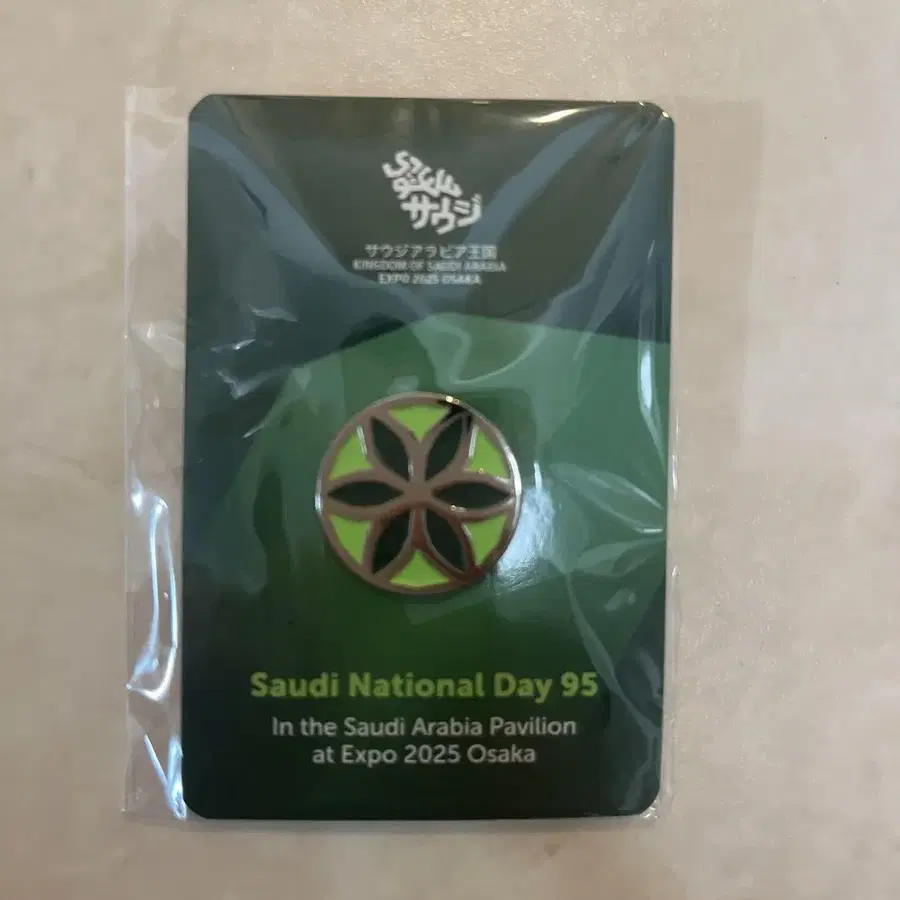 サウジ
サウジアラビア王国
KINGDOM OF SAUDI ARABIA
EXPO 2025 OSAKA
Saudi National Day 95
In the Saudi Arabia Pavilion
at Expo 2025 Osaka